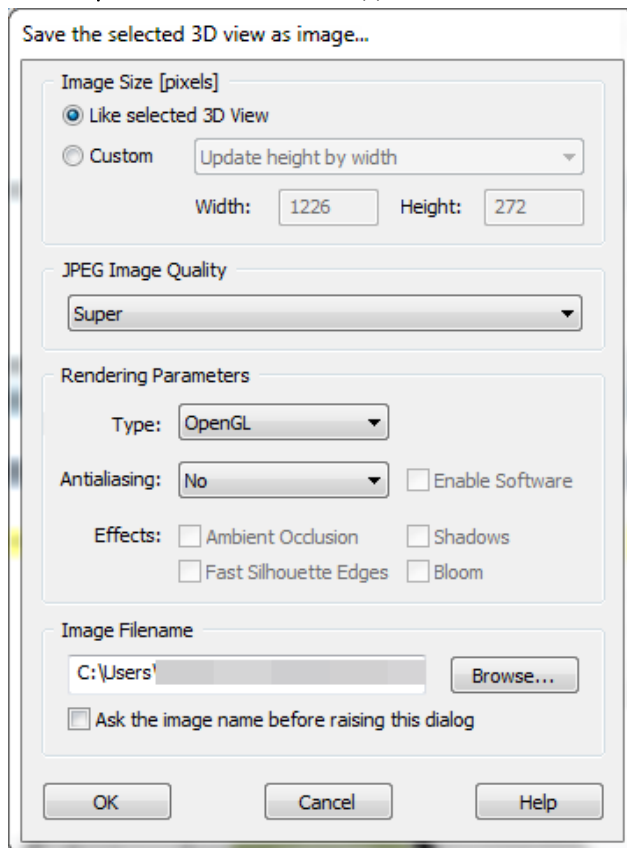 Save the selected 3D view as image...
Image Size [pixels]
Like selected 3D View
Custom Update height by width
Width: 1226 Height: 272
JPEG Image Quality
Super
Rendering Parameters
Type: OpenGL
Antialiasing: No Enable Software
Effects: Ambient Occlusion Shadows
Fast Silhouette Edges Bloom
Image Filename
C:\Users\ Browse...
Ask the image name before raising this dialog
OK Cancel Help